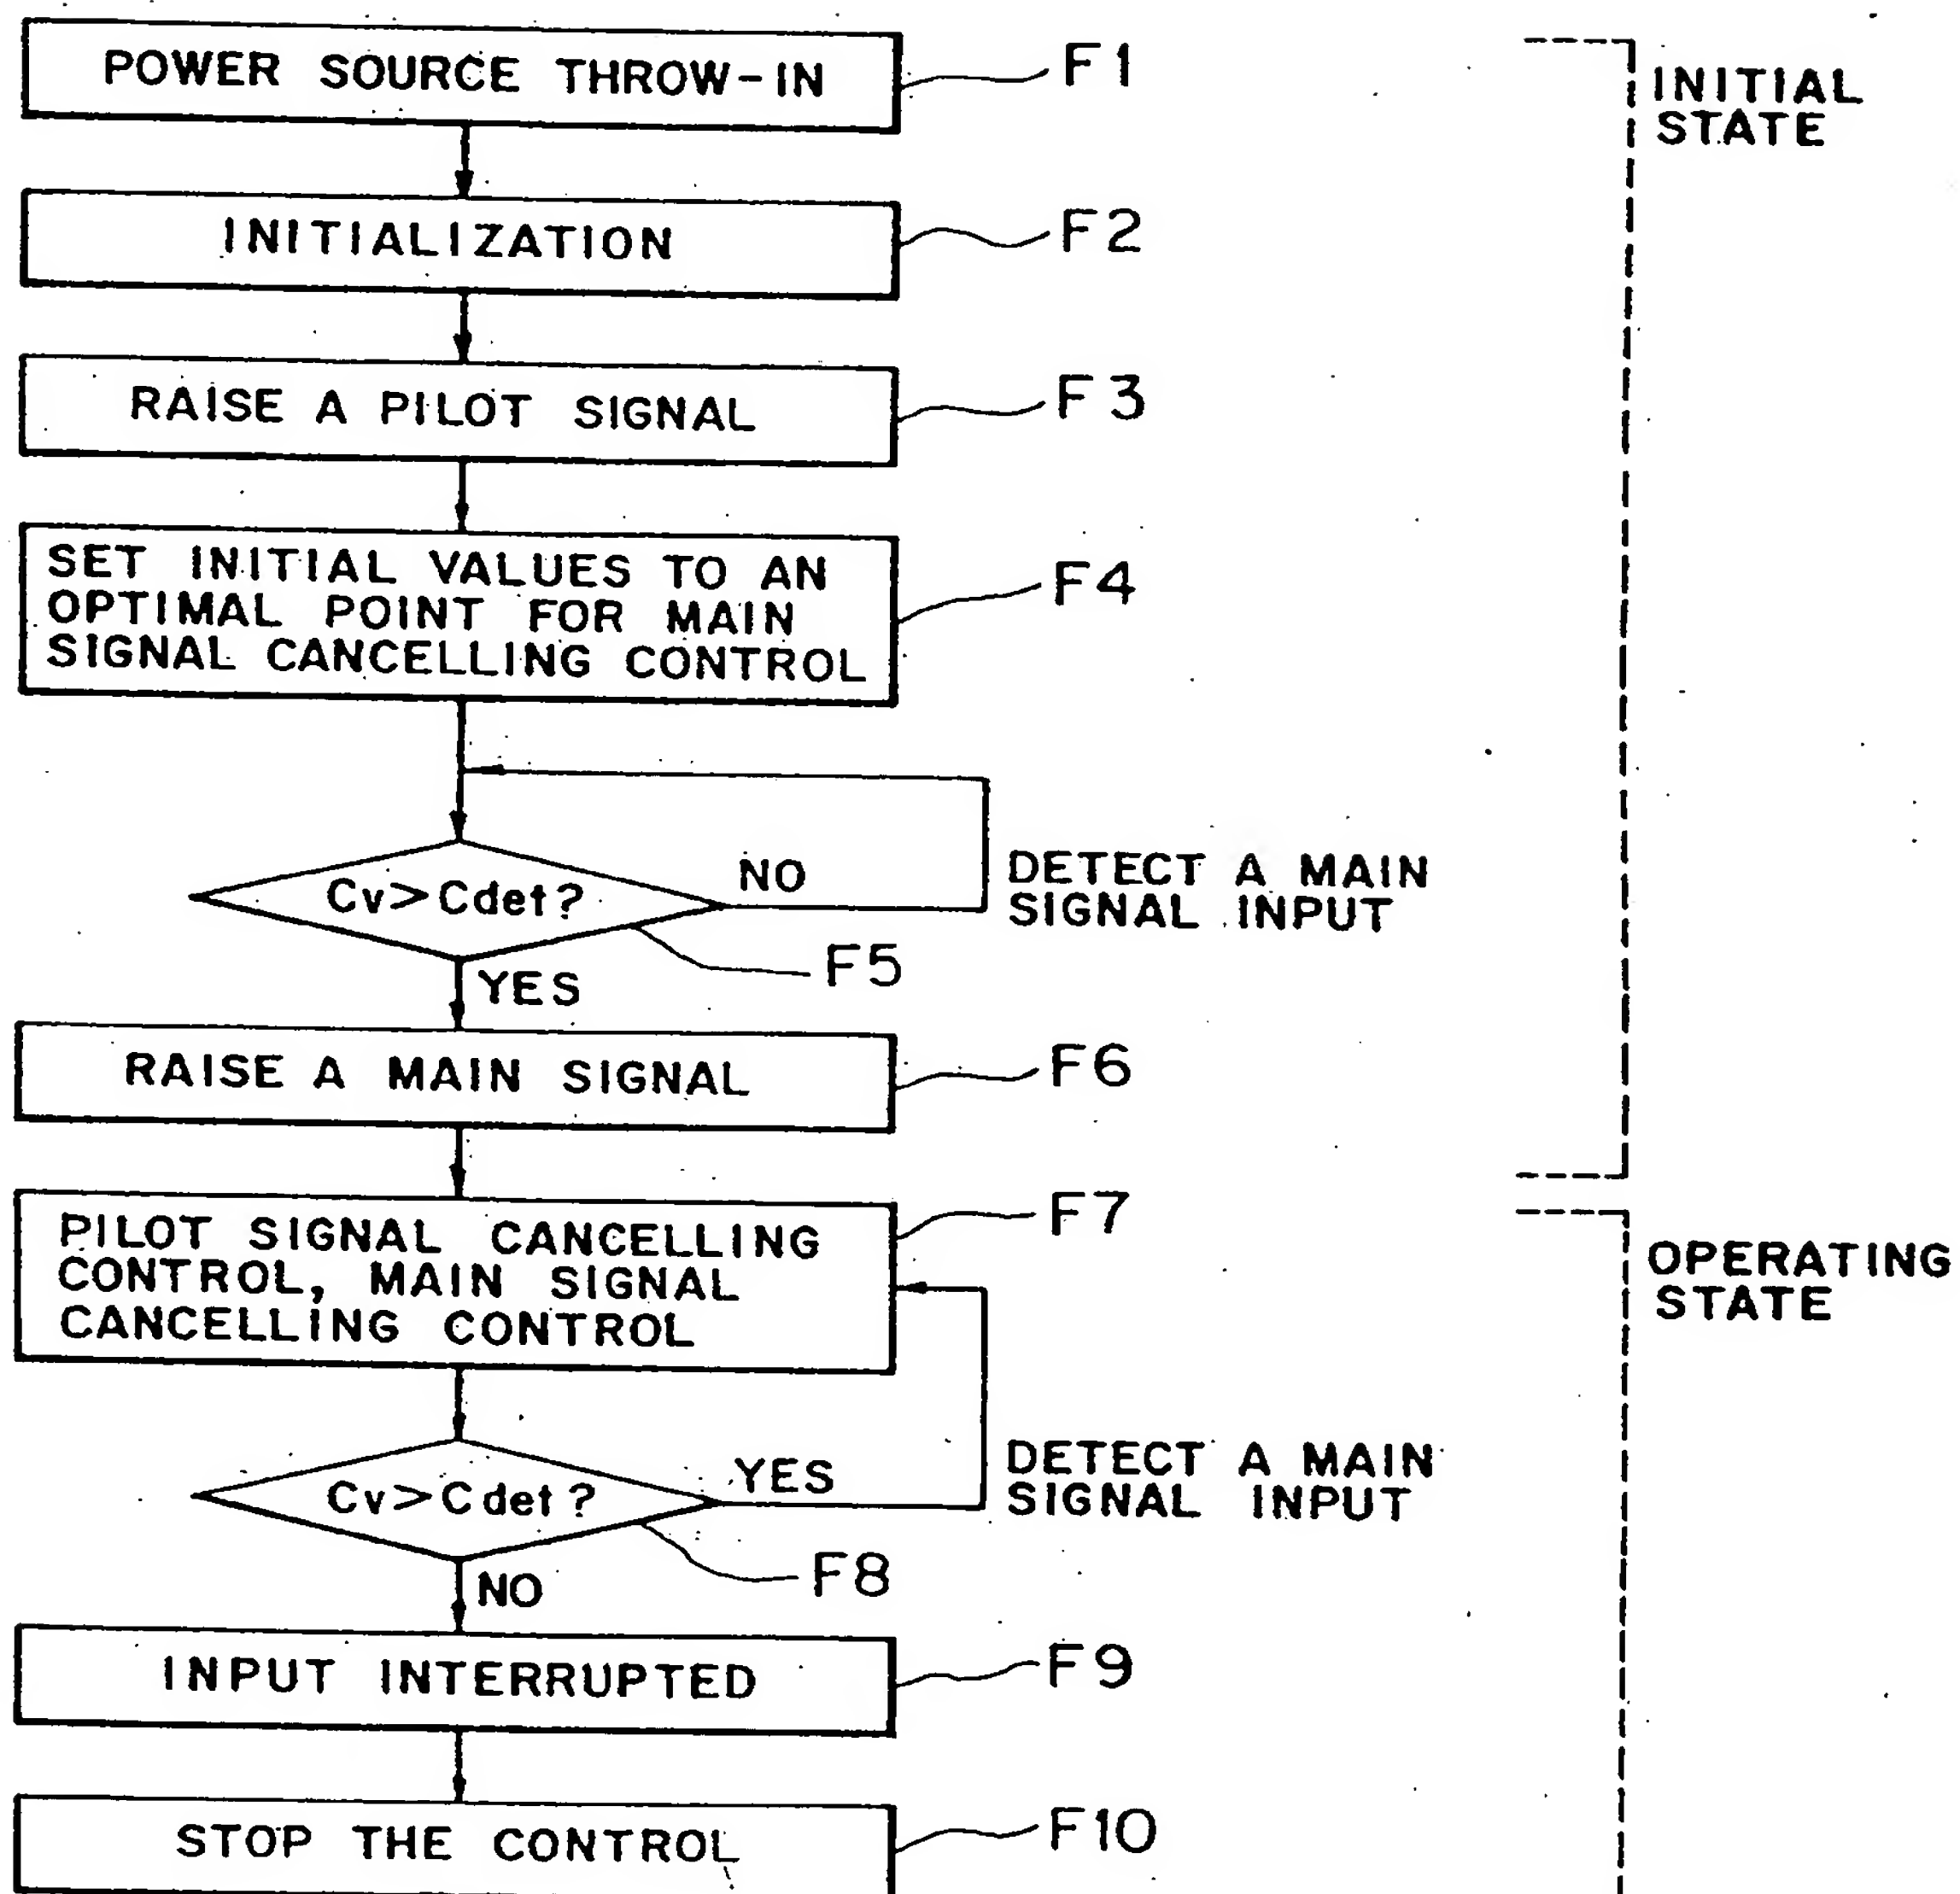 POWER SOURCE THROW-IN
F1
INITIAL
STATE
INITIALIZATION
F2
RAISE A PILOT SIGNAL
F3
SET INITIAL VALUES TO AN
OPTIMAL POINT FOR MAIN
SIGNAL CANCELLING CONTROL
F4
Cv>Cdet?
NO
DETECT A MAIN
SIGNAL INPUT
F5
YES
RAISE A MAIN SIGNAL
F6
PILOT SIGNAL CANCELLING
CONTROL, MAIN SIGNAL
CANCELLING CONTROL
F7
OPERATING
STATE
Cv>Cdet?
YES
DETECT A MAIN
SIGNAL INPUT
F8
NO
INPUT INTERRUPTED
F9
STOP THE CONTROL
F10